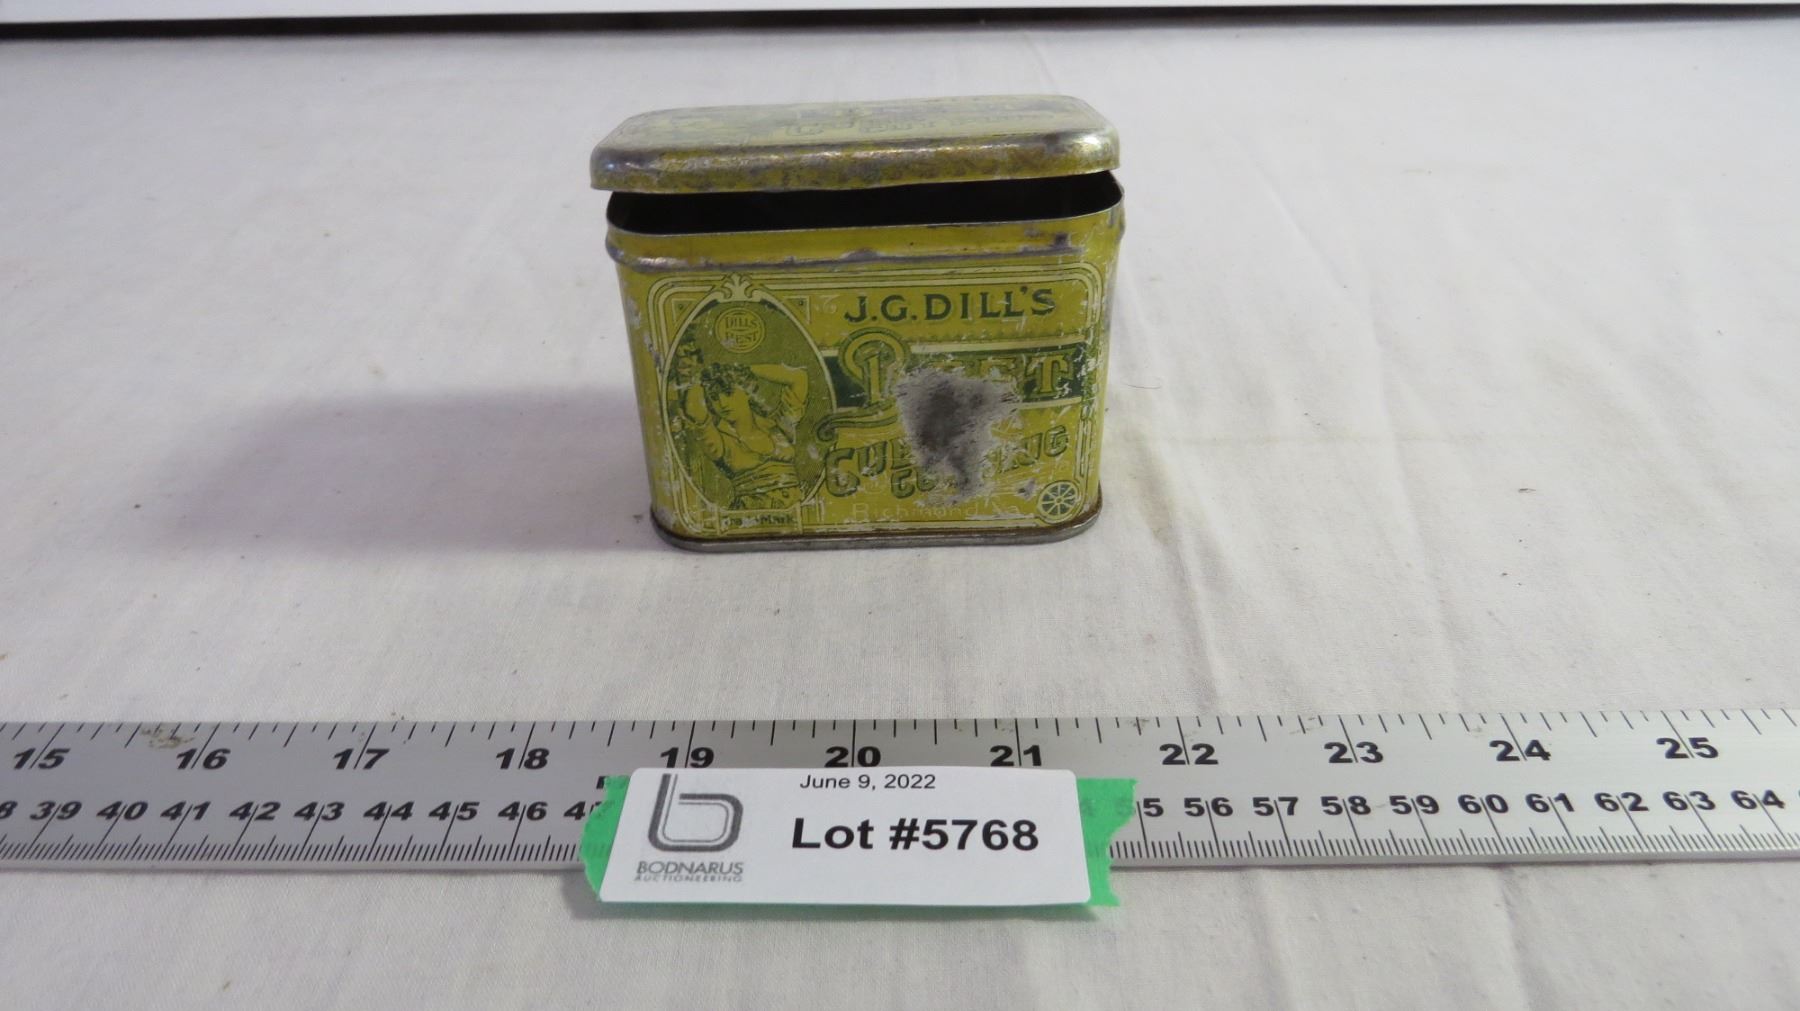 J.G. DILL'S
DILL'S
BEST
Trade Mark
Richmond Va.
15 16 17 18 19 20 21 22 23 24 25
39 40 41 42 43 44 45 46 55 56 57 58 59 60 61 62 63 64
June 9, 2022
Lot #5768
BODNARUS
AUCTIONEERING